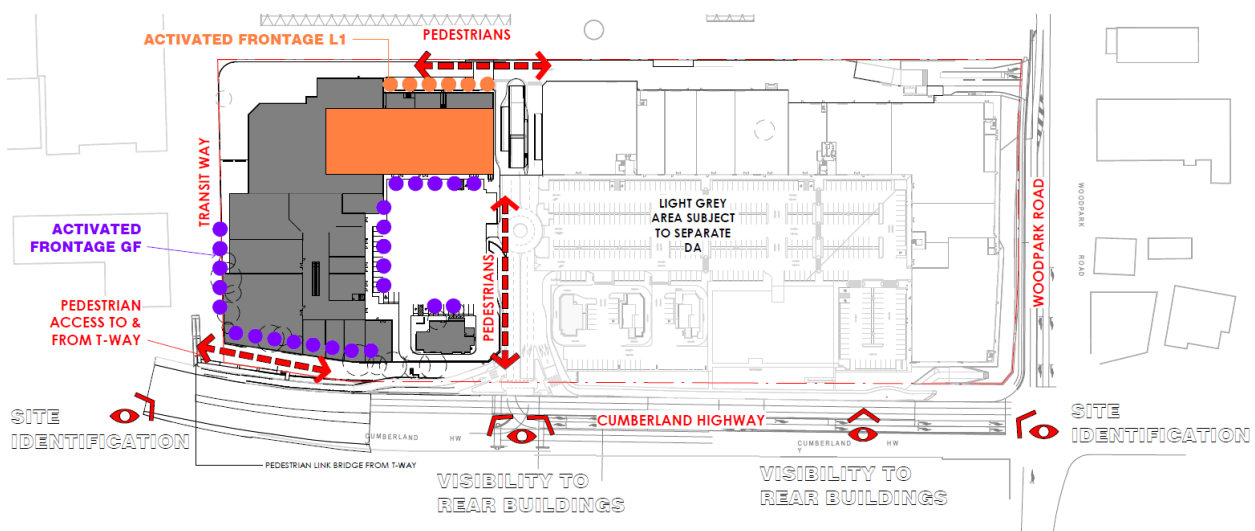 ACTIVATED FRONTAGE L1
PEDESTRIANS
TRANSIT WAY
ACTIVATED
FRONTAGE GF
PEDESTRIAN
ACCESS TO &
FROM T-WAY
PEDESTRIANS
LIGHT GREY
AREA SUBJECT
TO SEPARATE
DA
WOODPARK ROAD
WOODPARK
ROAD
SITE
IDENTIFICATION
CUMBERLAND HIGHWAY
SITE
IDENTIFICATION
CUMBERLAND HW
Y
CUMBERLAND HW
Y
PEDESTRIAN LINK BRIDGE FROM T-WAY
VISIBILITY TO
REAR BUILDINGS
VISIBILITY TO
REAR BUILDINGS